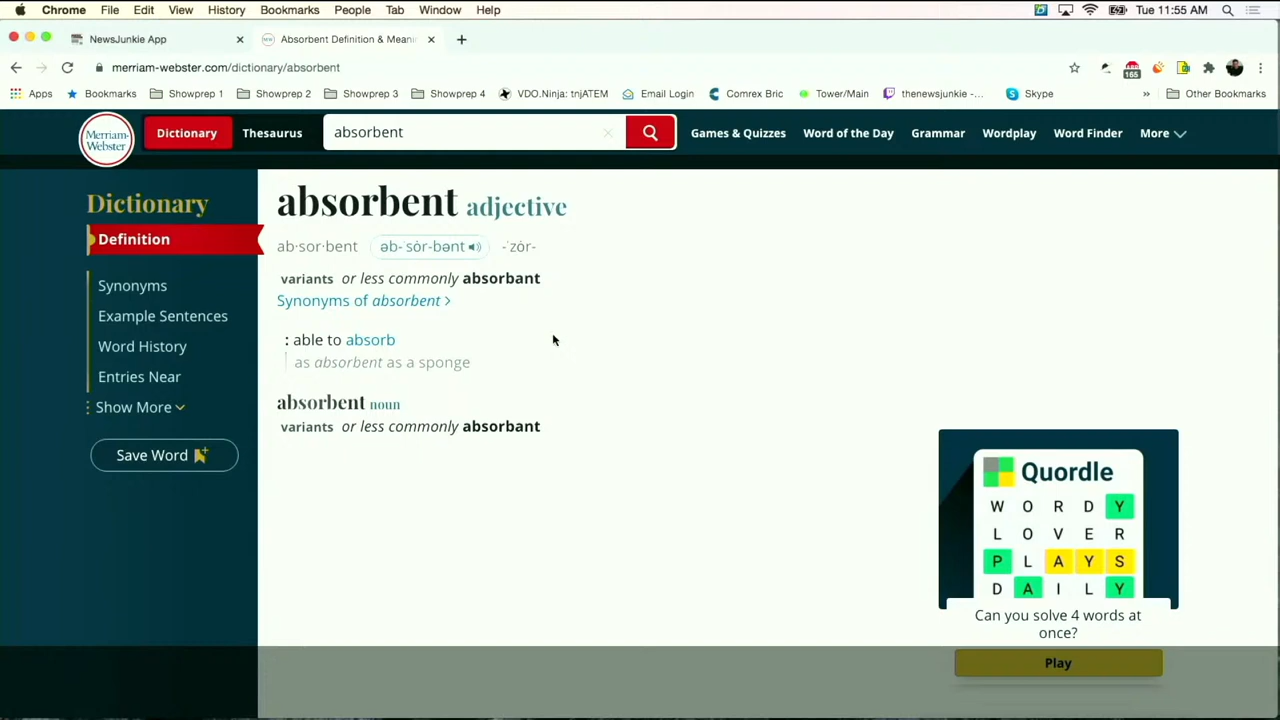 Chrome File Edit View History Bookmarks People Tab Window Help Tue 11:55 AM
NewsJunkie App Absorbent Definition & Meani
merriam-webster.com/dictionary/absorbent 165
Apps Bookmarks Showprep 1 Showprep 2 Showprep 3 Showprep 4 VDO.Ninja: tnjATEM Email Login Comrex Bric Tower/Main thenewsjunkie -... Skype » Other Bookmarks
Merriam-
Webster
Dictionary Thesaurus absorbent Games & Quizzes Word of the Day Grammar Wordplay Word Finder More
Dictionary
Definition
Synonyms
Example Sentences
Word History
Entries Near
Show More
Save Word
absorbent adjective
ab·sor·bent əb-ˈsȯr-bənt -ˈzȯr-
variants or less commonly absorbant
Synonyms of absorbent >
: able to absorb
as absorbent as a sponge
absorbent noun
variants or less commonly absorbant
Quordle
W O R D Y
L O V E R
P L A Y S
D A I L Y
Can you solve 4 words at
once?
Play